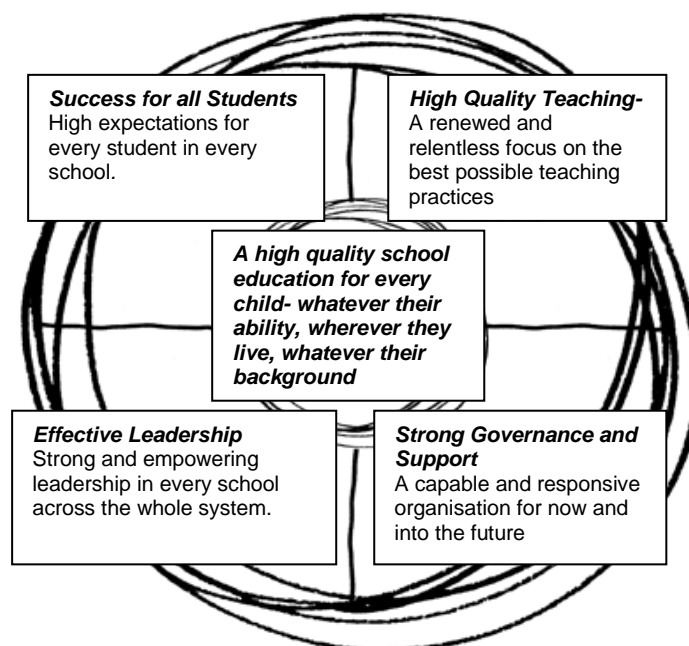 Success for all Students
High expectations for
every student in every
school.
High Quality Teaching-
A renewed and
relentless focus on the
best possible teaching
practices
A high quality school
education for every
child- whatever their
ability, wherever they
live, whatever their
background
Effective Leadership
Strong and empowering
leadership in every school
across the whole system.
Strong Governance and
Support
A capable and responsive
organisation for now and
into the future